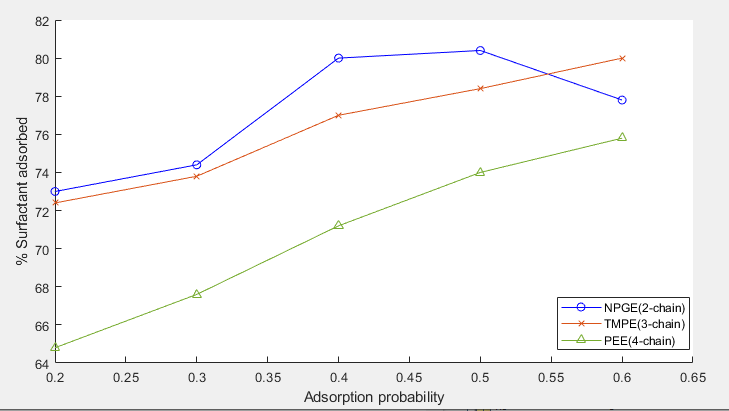 82
80
78
76
74
72
70
68
66
64
% Surfactant adsorbed
NPGE(2-chain)
TMPE(3-chain)
PEE(4-chain)
0.2 0.25 0.3 0.35 0.4 0.45 0.5 0.55 0.6 0.65
Adsorption probability